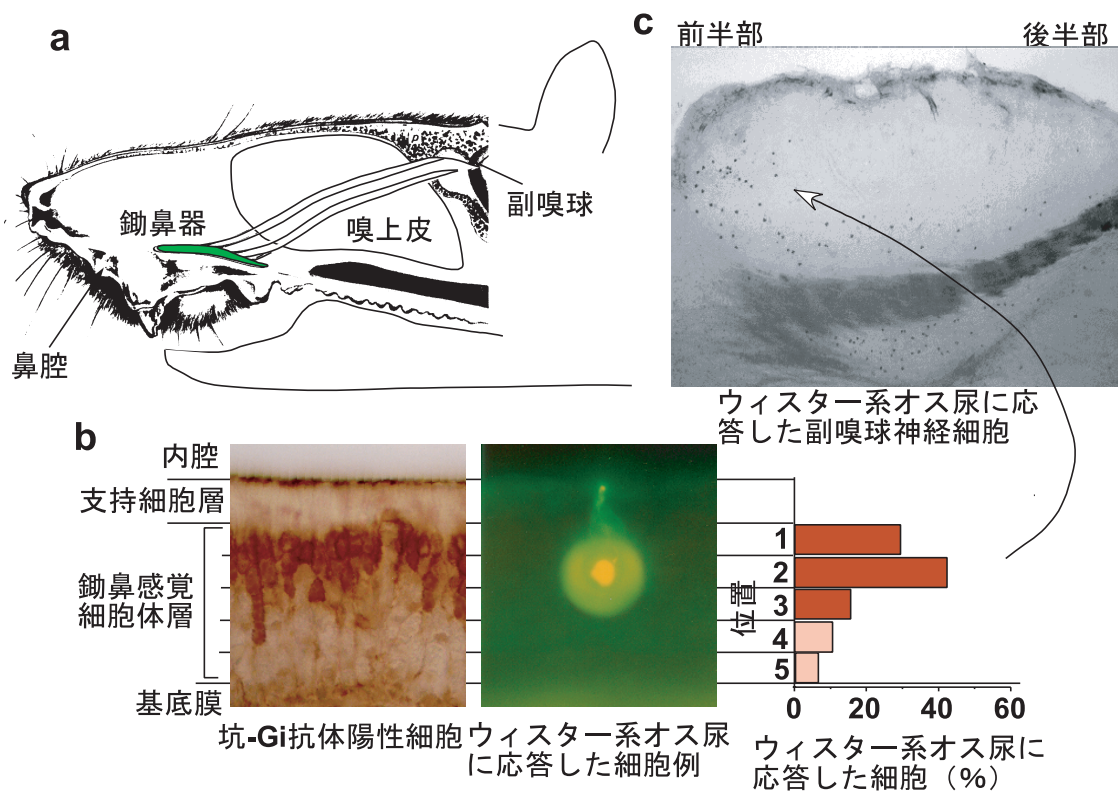 a
鋤鼻器
嗅上皮
副嗅球
鼻腔
c
前半部
後半部
ウィスター系オス尿に応
答した副嗅球神経細胞
b
内腔
支持細胞層
鋤鼻感覚
細胞体層
基底膜
坑-Gi抗体陽性細胞
ウィスター系オス尿
に応答した細胞例
位置
1
2
3
4
5
0
20
40
60
ウィスター系オス尿に
応答した細胞（%）